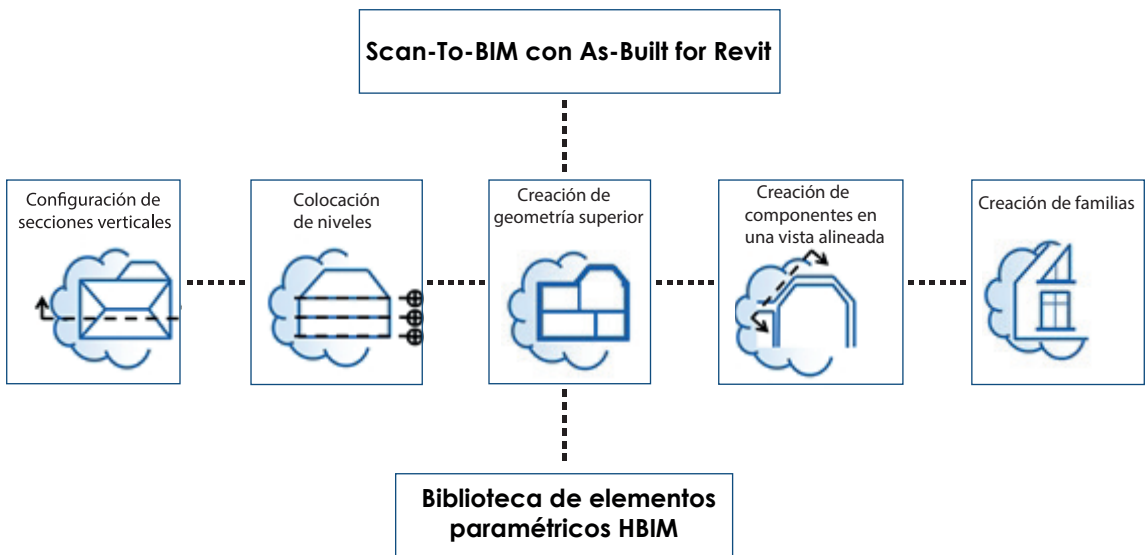 Scan-To-BIM con As-Built for Revit
Configuración de
secciones verticales
Colocación
de niveles
Creación de
geometría superior
Creación de
componentes en
una vista alineada
Creación de familias
Biblioteca de elementos
paramétricos HBIM